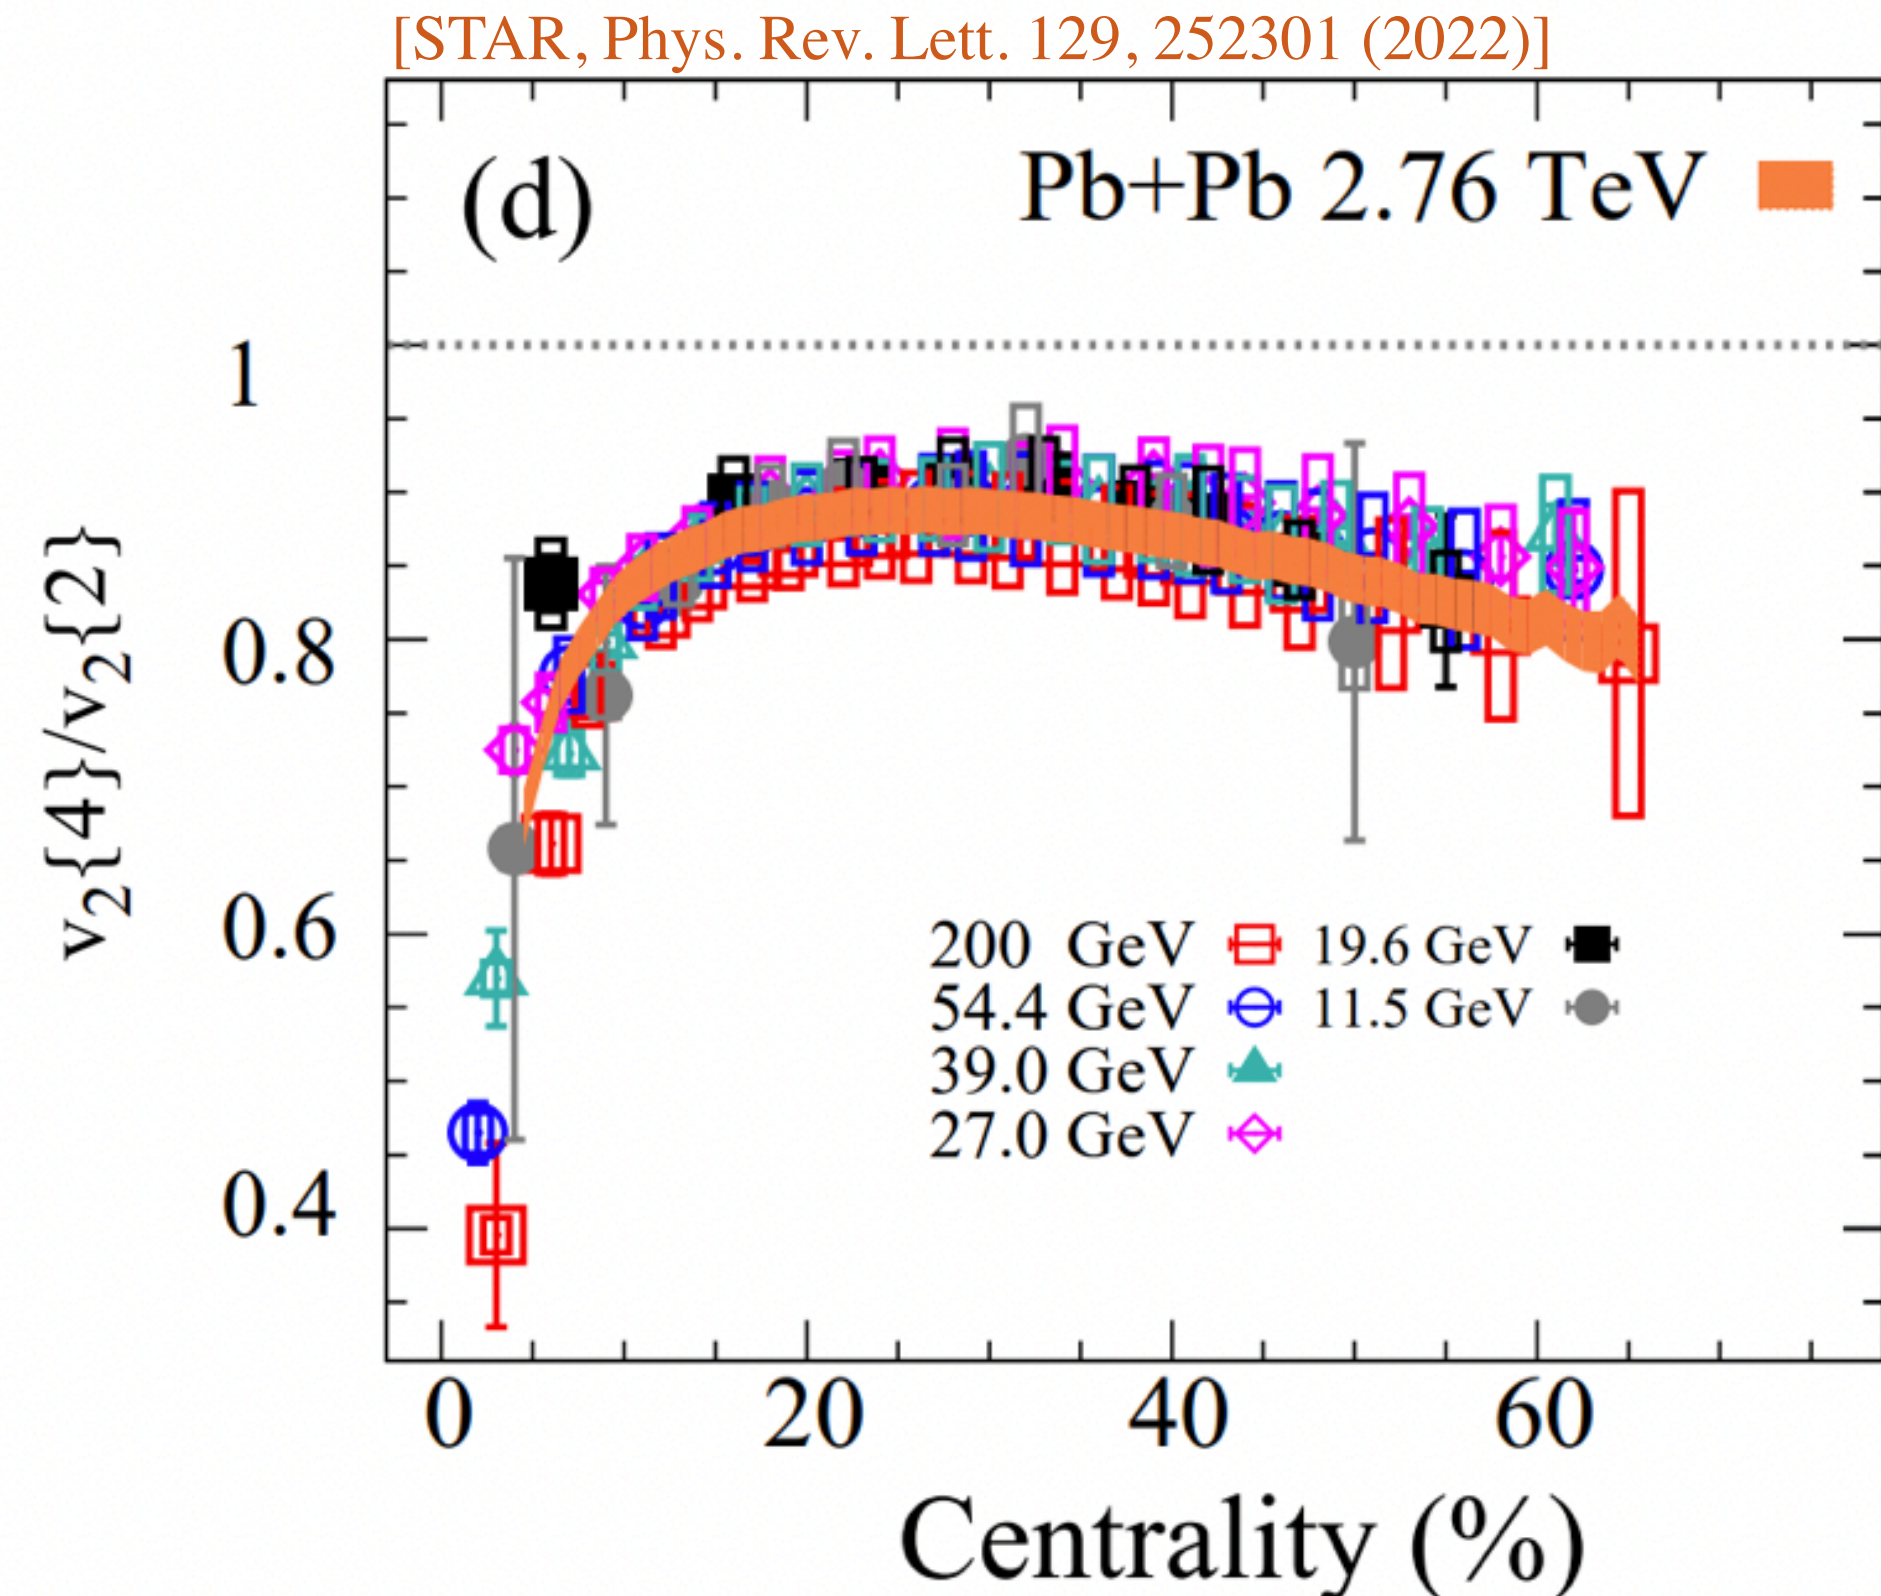 [STAR, Phys. Rev. Lett. 129, 252301 (2022)]
(d)
Pb+Pb 2.76 TeV
1
0.8
0.6
0.4
v₂{4}/v₂{2}
200 GeV
19.6 GeV
54.4 GeV
11.5 GeV
39.0 GeV
27.0 GeV
0 20 40 60
Centrality (%)